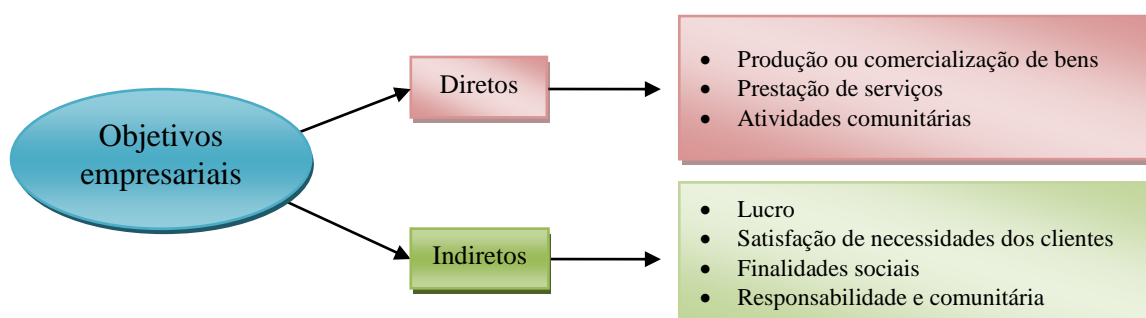 Objetivos
empresariais
Diretos
• Produção ou comercialização de bens
• Prestação de serviços
• Atividades comunitárias
Indiretos
• Lucro
• Satisfação de necessidades dos clientes
• Finalidades sociais
• Responsabilidade e comunitária